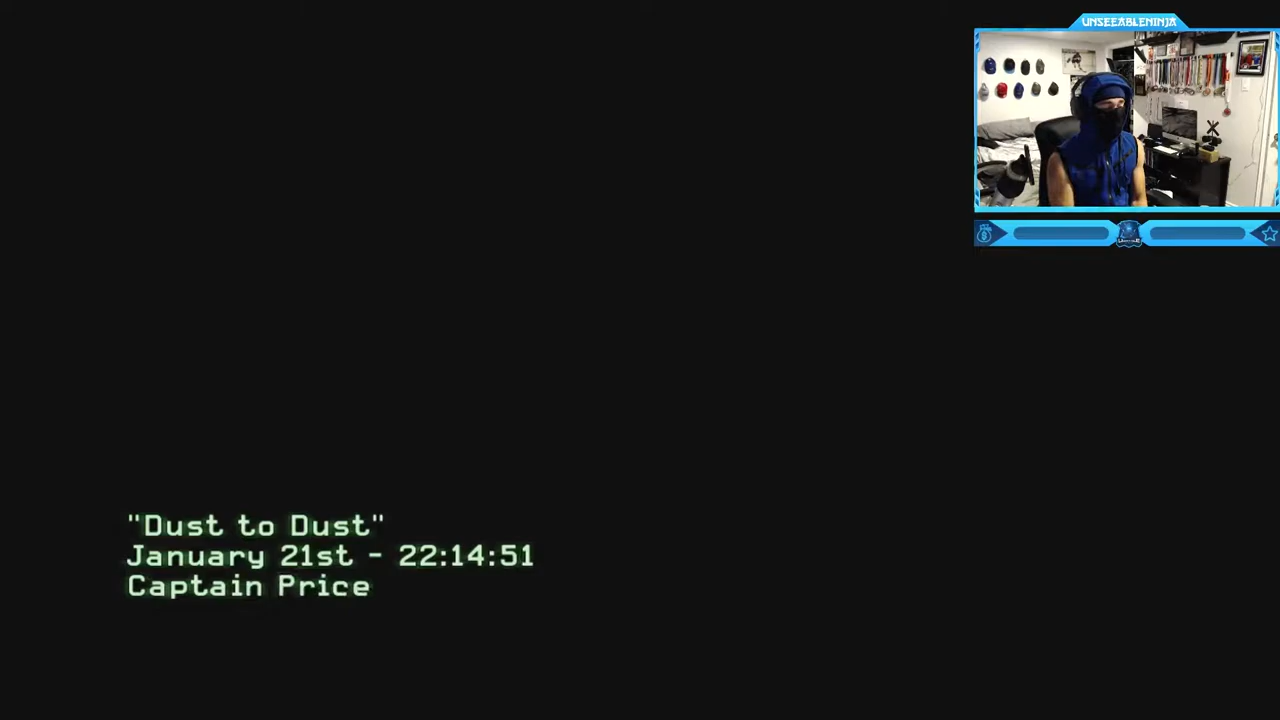 UNSEEABLENINJA
"Dust to Dust"
January 21st - 22:14:51
Captain Price